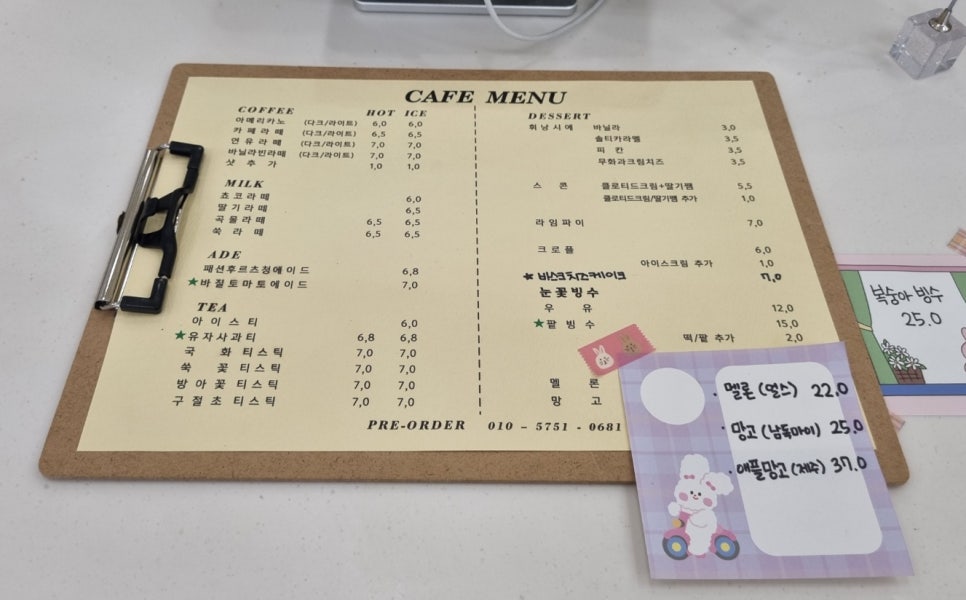 CAFE MENU
COFFEE HOT ICE
아메리카노 (다크/라이트) 6,0 6,0
카페라떼 (다크/라이트) 6,5 6,5
연유라떼 (다크/라이트) 7,0 7,0
바닐라빈라떼 (다크/라이트) 7,0 7,0
샷추가 1,0 1,0
MILK
쵸코라떼 6,0
딸기라떼 6,5
곡물라떼 6,5 6,5
쑥라떼 6,5 6,5
ADE
패션후르츠청에이드 6,8
★바질토마토에이드 7,0
TEA
아이스티 6,0
★유자사과티 6,8 6,8
국화티스틱 7,0 7,0
쑥꽃티스틱 7,0 7,0
방아꽃티스틱 7,0 7,0
구절초티스틱 7,0 7,0
DESSERT
휘낭시에 바닐라 3,0
솔티카라멜 3,5
피칸 3,5
무화과크림치즈 3,5
스콘 클로티드크림+딸기쨈 5,5
클로티드크림/딸기쨈 추가 1,0
라임파이 7,0
크로플 6,0
아이스크림 추가 1,0
★ 바스크치즈케이크 7,0
눈꽃빙수
우유 12,0
★팥빙수 15,0
떡/팥 추가 2,0
멜론
망고
PRE-ORDER 010 - 5751 - 0681
· 멜론 (얼스) 22.0
· 망고 (남독마이) 25.0
· 애플망고 (제주) 37.0
복숭아 빙수
25.0